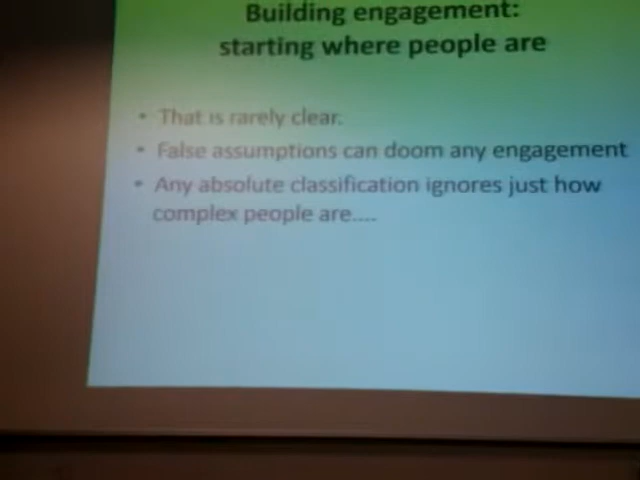 Building engagement:
starting where people are
• That is rarely clear.
• False assumptions can doom any engagement
• Any absolute classification ignores just how
complex people are....